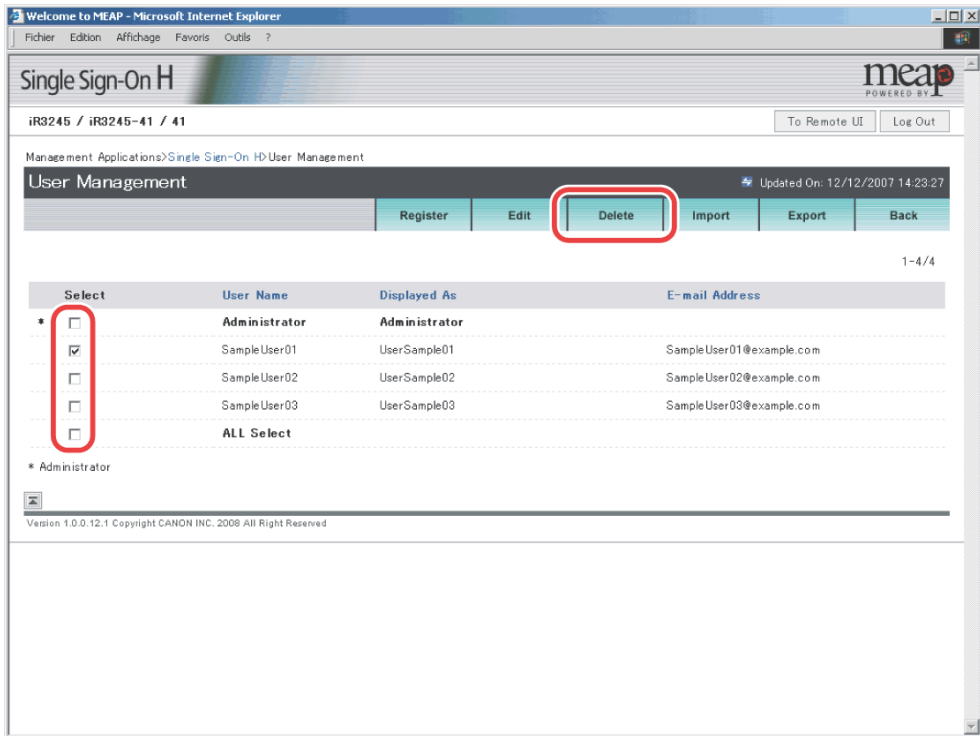 Welcome to MEAP - Microsoft Internet Explorer
Fichier Edition Affichage Favoris Outils ?
Single Sign-On H
meap
POWERED BY
iR3245 / iR3245-41 / 41
To Remote UI Log Out
Management Applications>Single Sign-On H>User Management
User Management Updated On: 12/12/2007 14:23:27
Register Edit Delete Import Export Back
1-4/4
Select User Name Displayed As E-mail Address
* Administrator Administrator
SampleUser01 UserSample01 SampleUser01@example.com
SampleUser02 UserSample02 SampleUser02@example.com
SampleUser03 UserSample03 SampleUser03@example.com
ALL Select
* Administrator
Version 1.0.0.12.1 Copyright CANON INC. 2008 All Right Reserved